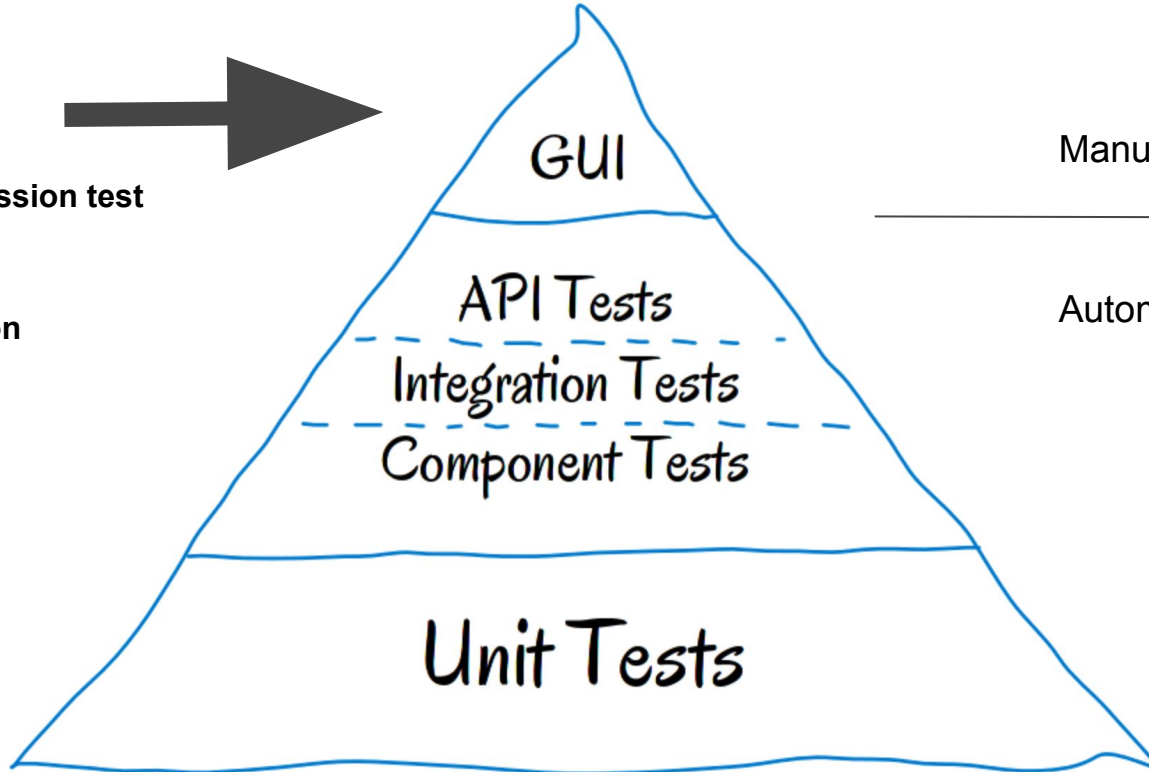 GUI
Manu
ssion test
API Tests
Autom
on
Integration Tests
Component Tests
Unit Tests